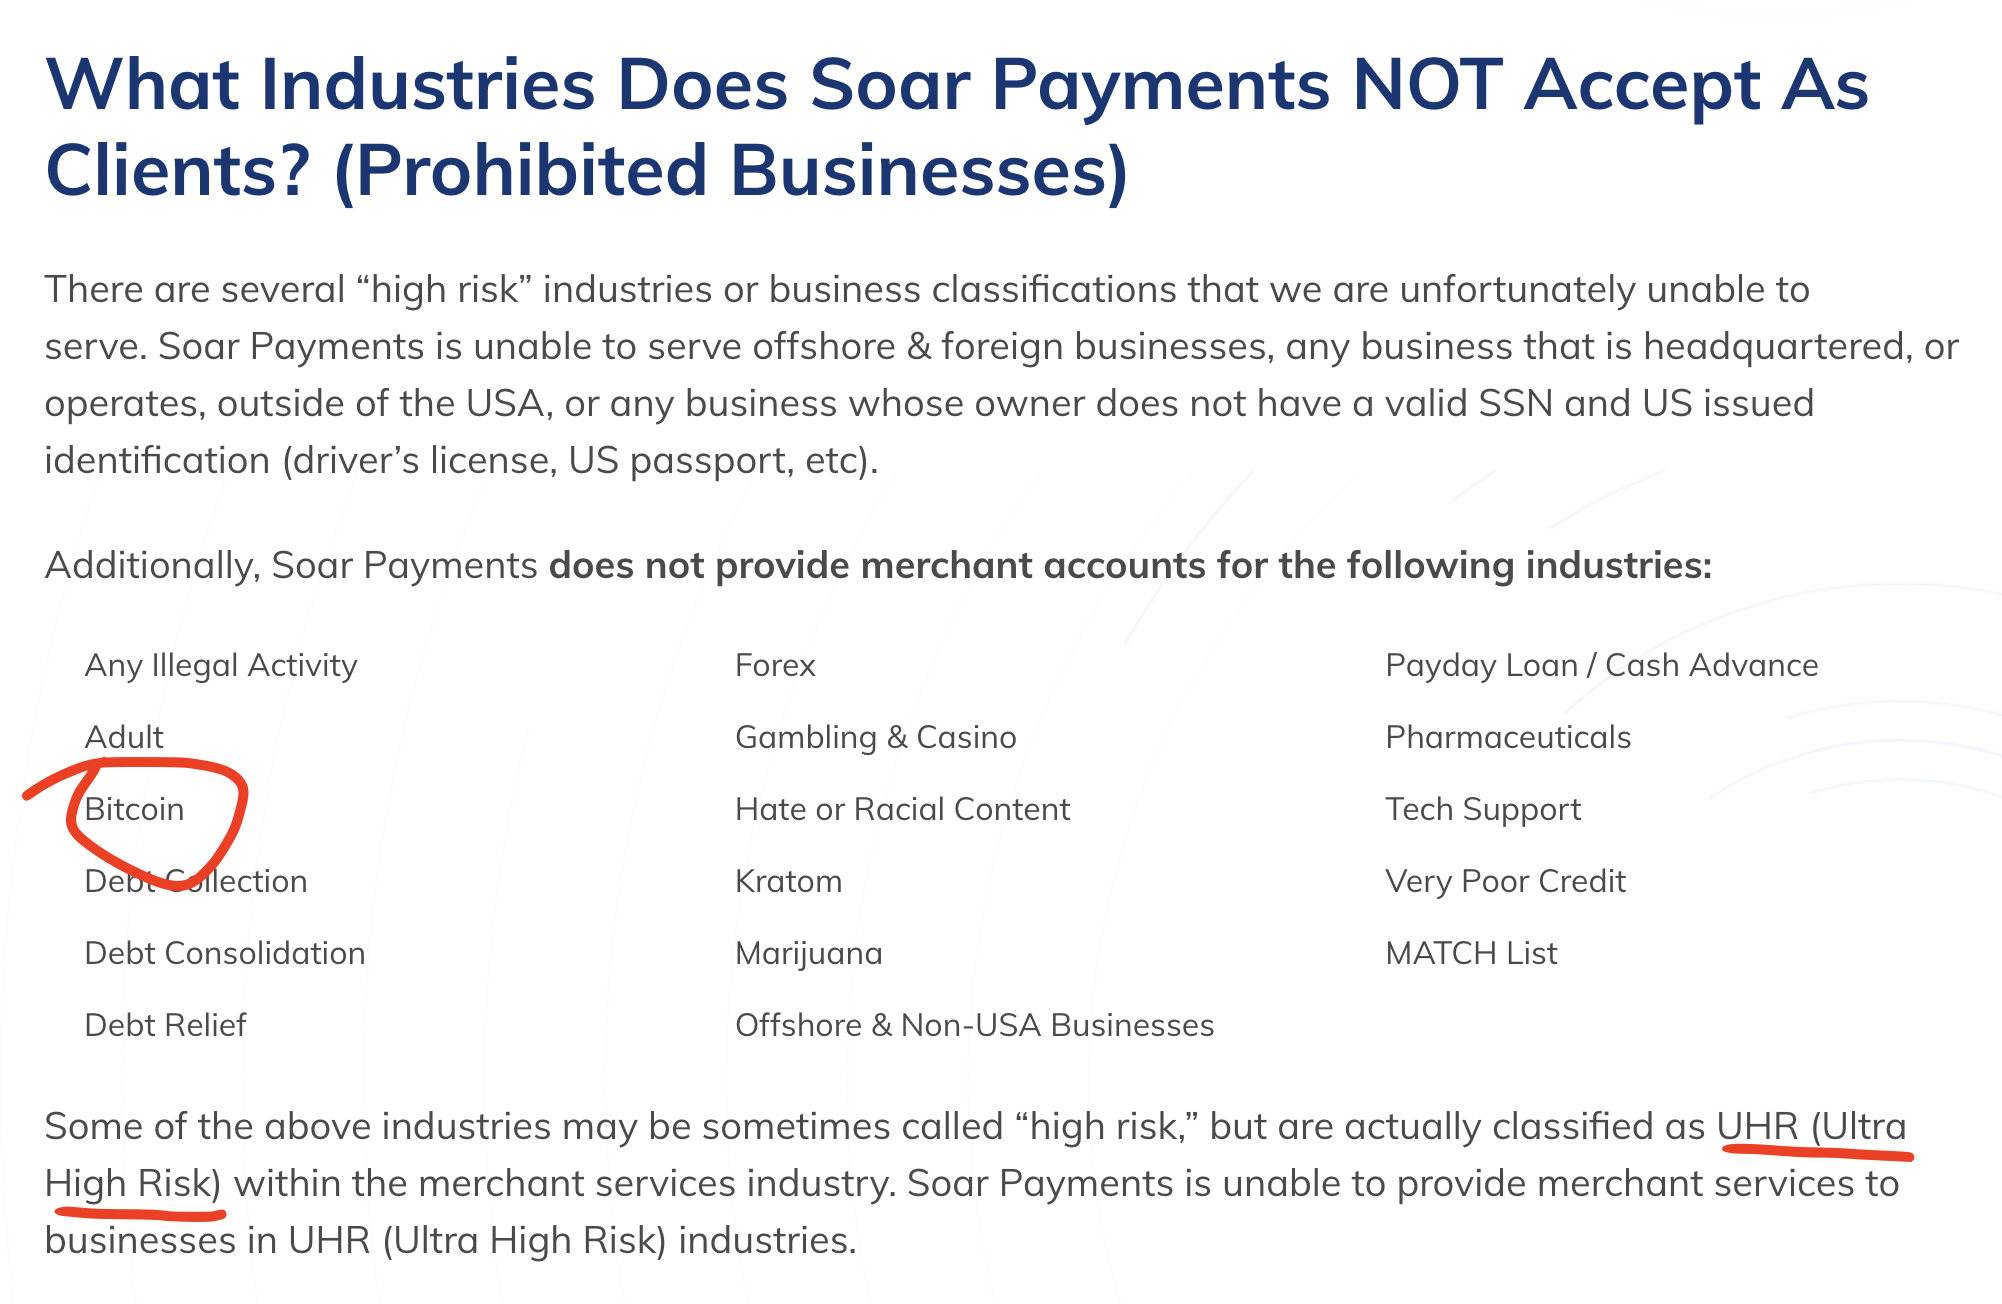 What Industries Does Soar Payments NOT Accept As
Clients? (Prohibited Businesses)
There are several “high risk” industries or business classifications that we are unfortunately unable to
serve. Soar Payments is unable to serve offshore & foreign businesses, any business that is headquartered, or
operates, outside of the USA, or any business whose owner does not have a valid SSN and US issued
identification (driver’s license, US passport, etc).
Additionally, Soar Payments does not provide merchant accounts for the following industries:
Any Illegal Activity
Adult
Bitcoin
Debt Collection
Debt Consolidation
Debt Relief
Forex
Gambling & Casino
Hate or Racial Content
Kratom
Marijuana
Offshore & Non-USA Businesses
Payday Loan / Cash Advance
Pharmaceuticals
Tech Support
Very Poor Credit
MATCH List
Some of the above industries may be sometimes called “high risk,” but are actually classified as UHR (Ultra
High Risk) within the merchant services industry. Soar Payments is unable to provide merchant services to
businesses in UHR (Ultra High Risk) industries.